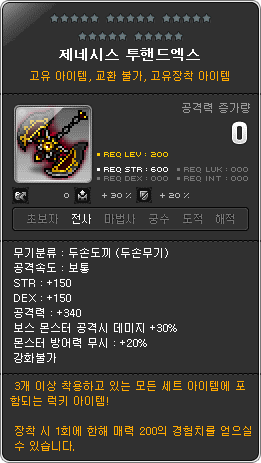 제네시스 투핸드엑스
고유 아이템, 교환 불가, 고유장착 아이템
공격력 증가량
0
REQ LEV : 200
REQ STR : 600 REQ LUK : 000
REQ DEX : 000 REQ INT : 000
0 +30% +20%
초보자 전사 마법사 궁수 도적 해적
무기분류 : 두손도끼 (두손무기)
공격속도 : 보통
STR : +150
DEX : +150
공격력 : +340
보스 몬스터 공격시 데미지 +30%
몬스터 방어력 무시 : +20%
강화불가
3개 이상 착용하고 있는 모든 세트 아이템에 포
함되는 럭키 아이템!
장착 시 1회에 한해 매력 200의 경험치를 얻으실
수 있습니다.